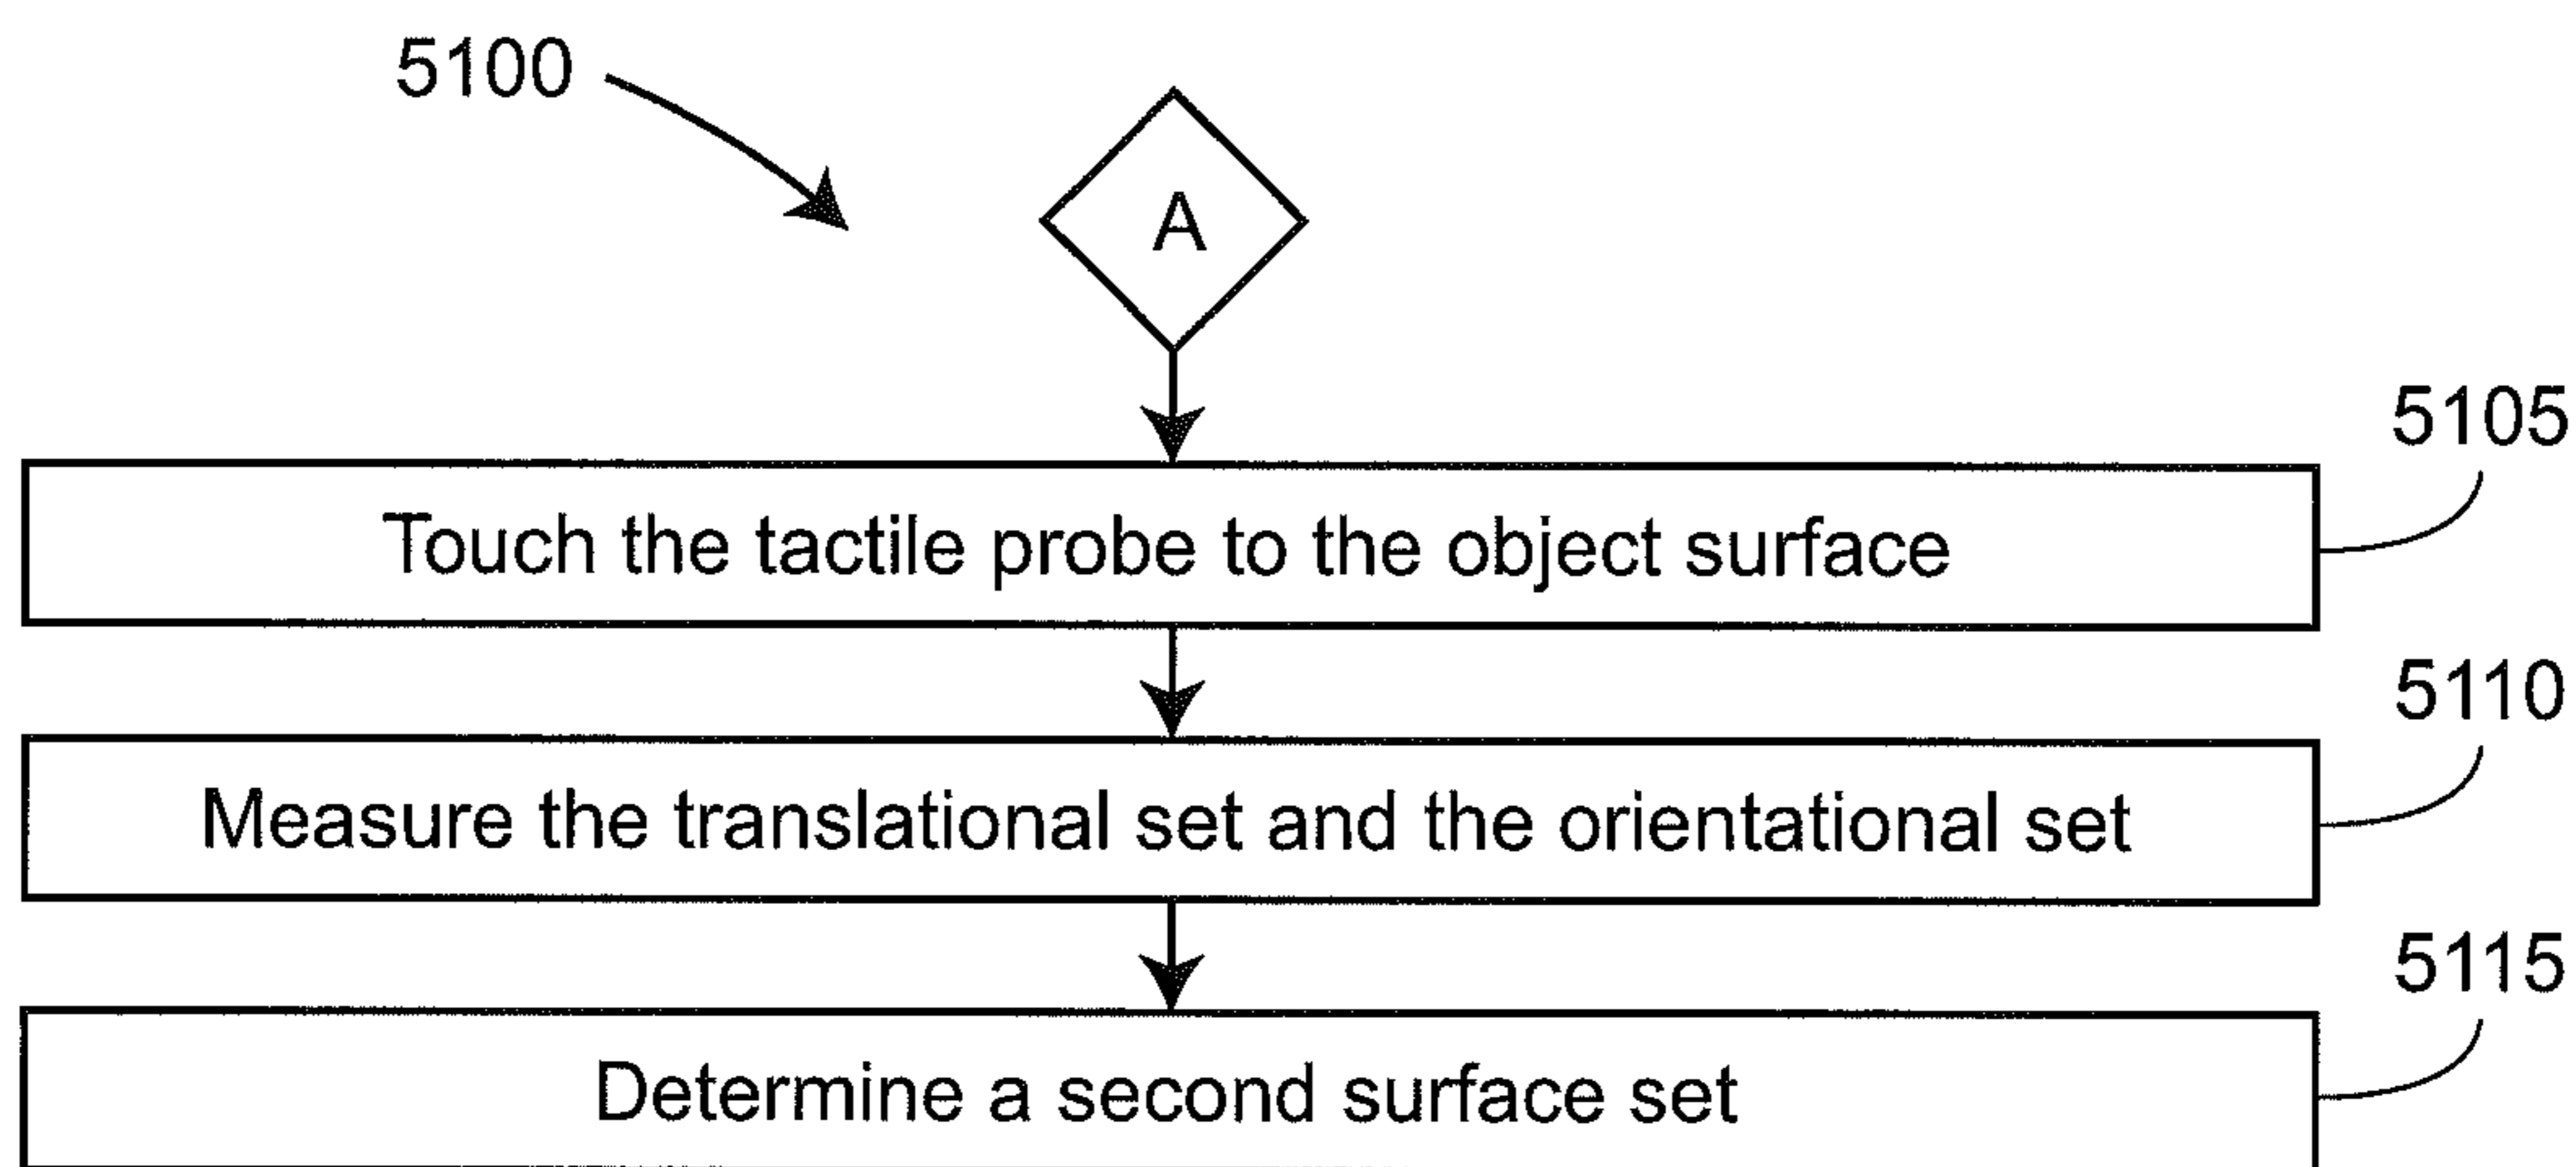 5100
A
5105
Touch the tactile probe to the object surface
5110
Measure the translational set and the orientational set
5115
Determine a second surface set